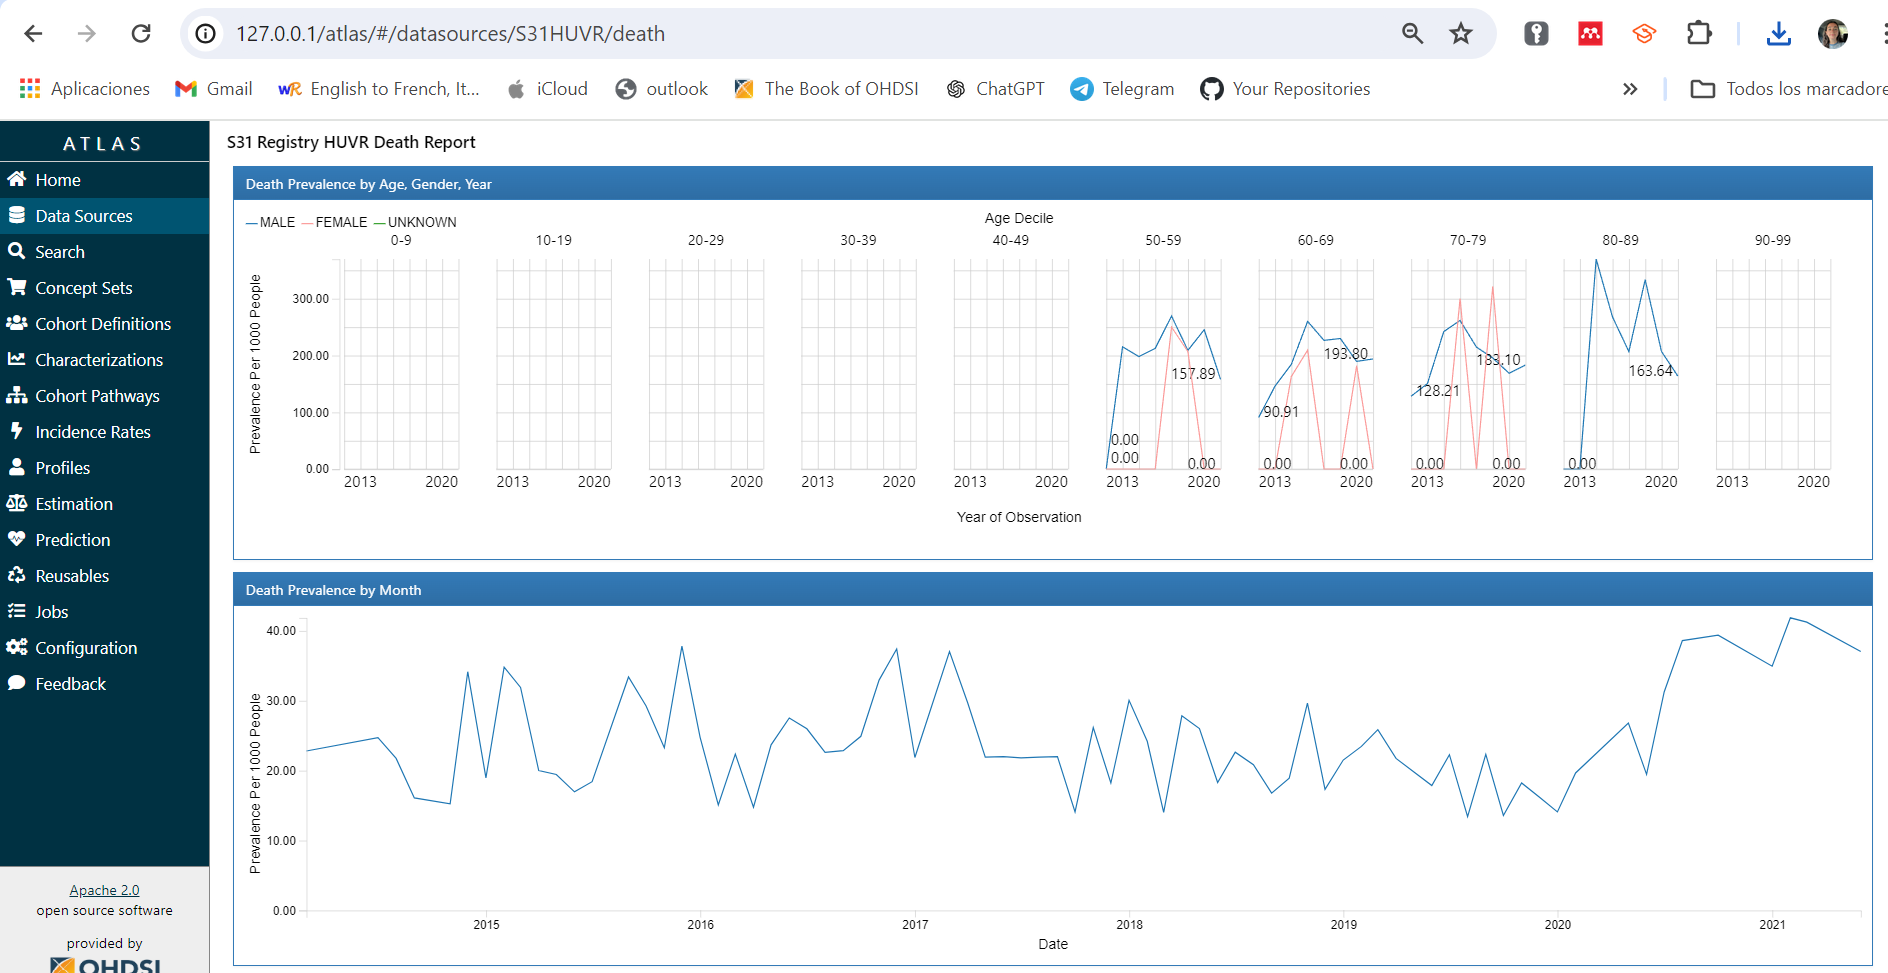 127.0.0.1/atlas/#/datasources/S31HUVR/death
Aplicaciones Gmail English to French, It... iCloud outlook The Book of OHDSI ChatGPT Telegram Your Repositories » Todos los marcadore
ATLAS
Home
Data Sources
Search
Concept Sets
Cohort Definitions
Characterizations
Cohort Pathways
Incidence Rates
Profiles
Estimation
Prediction
Reusables
Jobs
Configuration
Feedback
Apache 2.0
open source software
provided by
OHDSI
S31 Registry HUVR Death Report
Death Prevalence by Age, Gender, Year
MALE FEMALE UNKNOWN
Age Decile
0-9 10-19 20-29 30-39 40-49 50-59 60-69 70-79 80-89 90-99
Prevalence Per 1000 People
300.00
200.00
100.00
0.00
157.89
0.00
0.00
0.00
193.80
90.91
0.00
0.00
183.10
128.21
0.00
0.00
163.64
0.00
2013 2020 2013 2020 2013 2020 2013 2020 2013 2020 2013 2020 2013 2020 2013 2020 2013 2020 2013 2020
Year of Observation
Death Prevalence by Month
Prevalence Per 1000 People
40.00
30.00
20.00
10.00
0.00
2015 2016 2017 2018 2019 2020 2021
Date